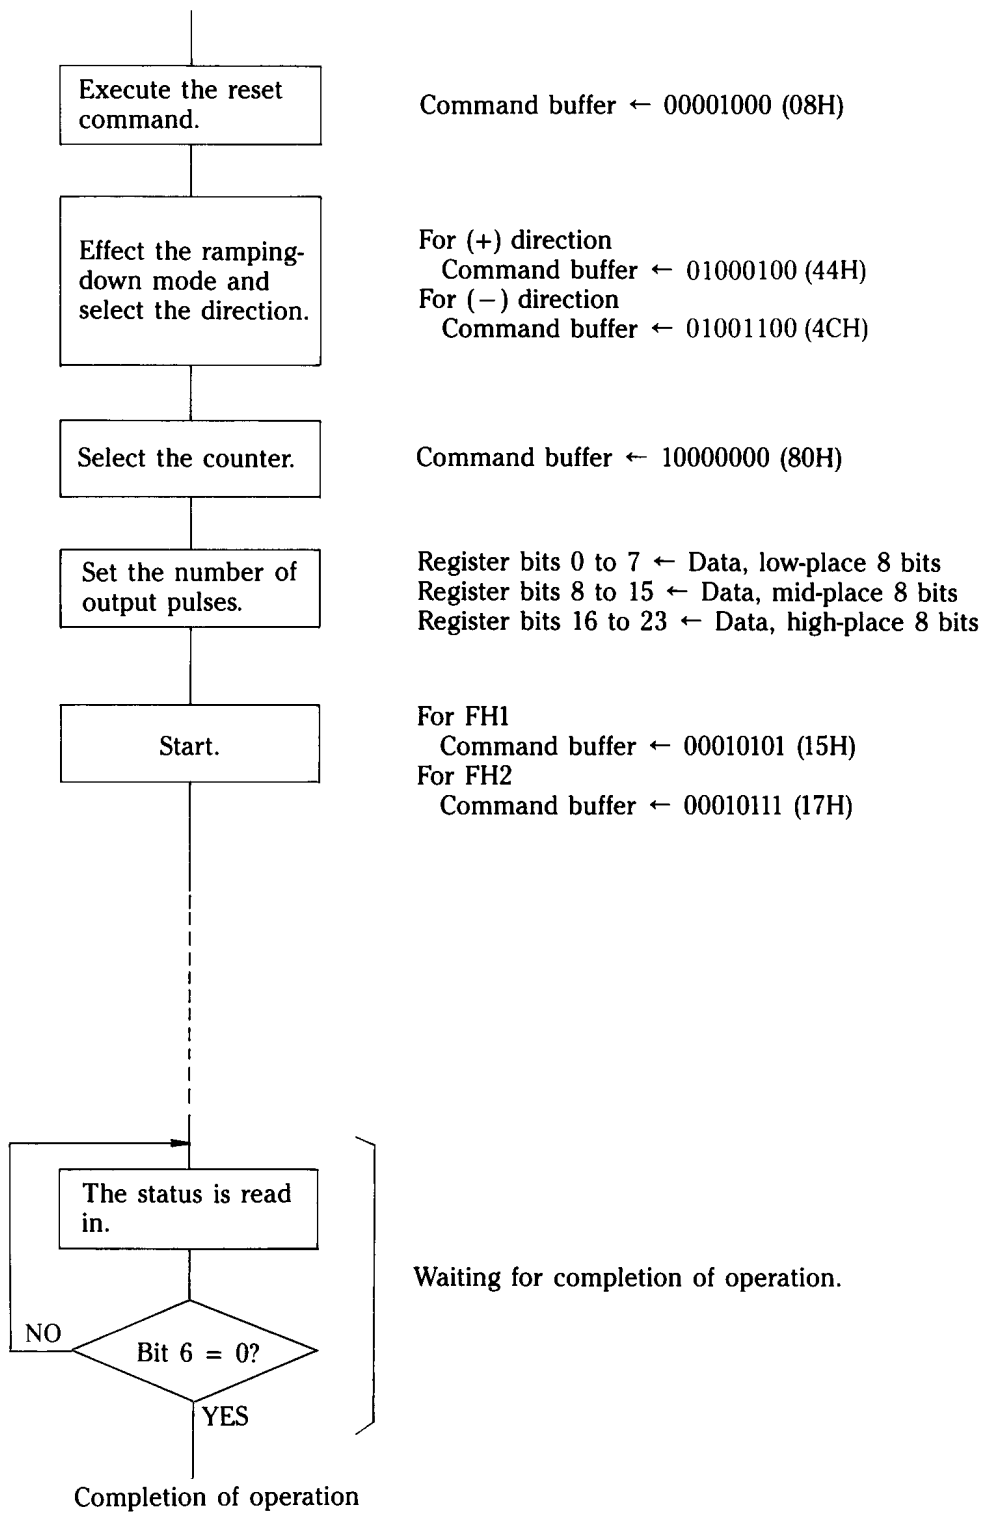 Execute the reset
command.
Command buffer ← 00001000 (08H)
Effect the ramping-
down mode and
select the direction.
For (+) direction
Command buffer ← 01000100 (44H)
For (−) direction
Command buffer ← 01001100 (4CH)
Select the counter.
Command buffer ← 10000000 (80H)
Set the number of
output pulses.
Register bits 0 to 7 ← Data, low-place 8 bits
Register bits 8 to 15 ← Data, mid-place 8 bits
Register bits 16 to 23 ← Data, high-place 8 bits
Start.
For FH1
Command buffer ← 00010101 (15H)
For FH2
Command buffer ← 00010111 (17H)
The status is read
in.
Waiting for completion of operation.
NO
Bit 6 = 0?
YES
Completion of operation